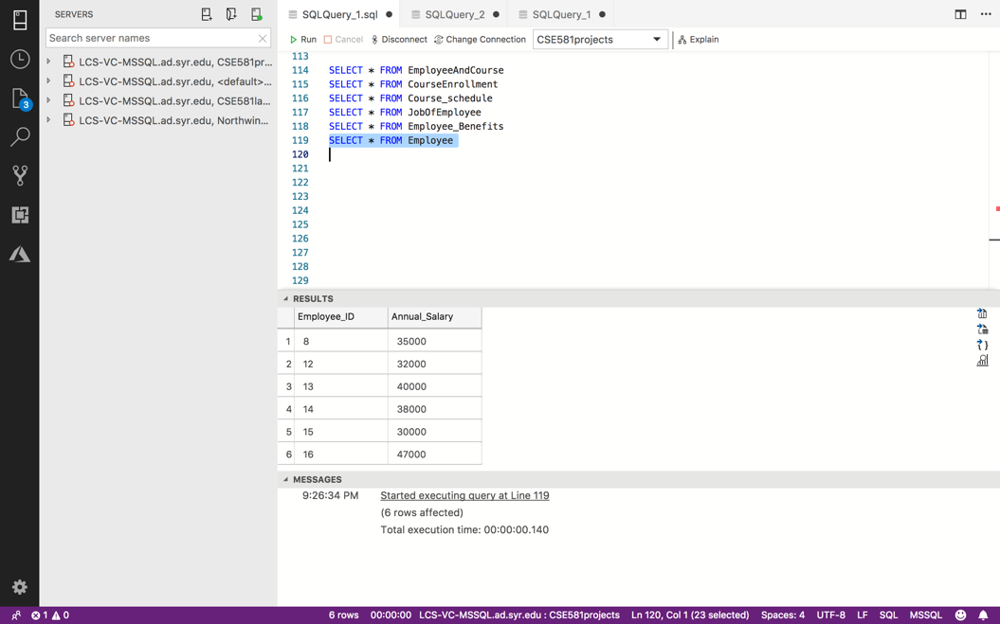 SERVERS
SQLQuery_1.sql
SQLQuery_2
SQLQuery_1
Search server names
Run
Cancel
Disconnect
Change Connection
CSE581projects
Explain
LCS-VC-MSSQL.ad.syr.edu, CSE581pr...
LCS-VC-MSSQL.ad.syr.edu, <default>...
LCS-VC-MSSQL.ad.syr.edu, CSE581la...
LCS-VC-MSSQL.ad.syr.edu, Northwin...
3
113
114 SELECT * FROM EmployeeAndCourse
115 SELECT * FROM CourseEnrollment
116 SELECT * FROM Course_schedule
117 SELECT * FROM JobOfEmployee
118 SELECT * FROM Employee_Benefits
119 SELECT * FROM Employee
120
121
122
123
124
125
126
127
128
129
RESULTS
Employee_ID Annual_Salary
1 8 35000
2 12 32000
3 13 40000
4 14 38000
5 15 30000
6 16 47000
MESSAGES
9:26:34 PM Started executing query at Line 119
(6 rows affected)
Total execution time: 00:00:00.140
1 0 6 rows 00:00:00 LCS-VC-MSSQL.ad.syr.edu : CSE581projects Ln 120, Col 1 (23 selected) Spaces: 4 UTF-8 LF SQL MSSQL